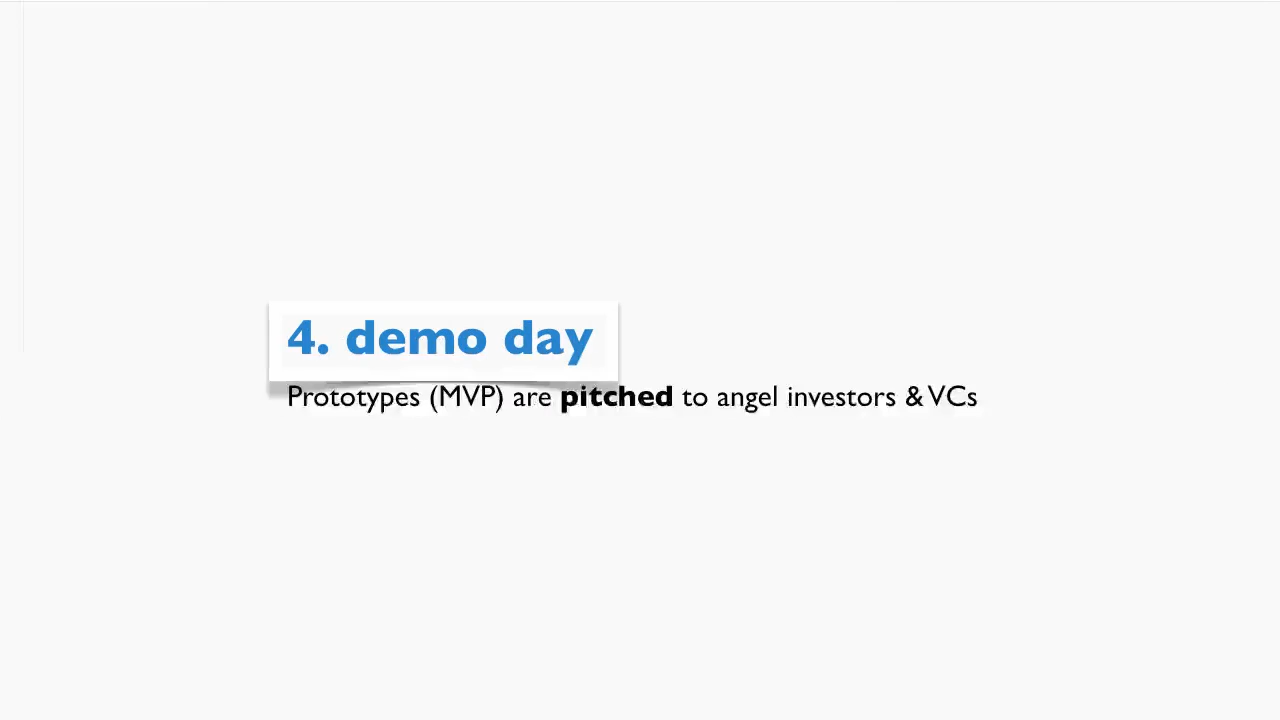 4. demo day
Prototypes (MVP) are pitched to angel investors & VCs